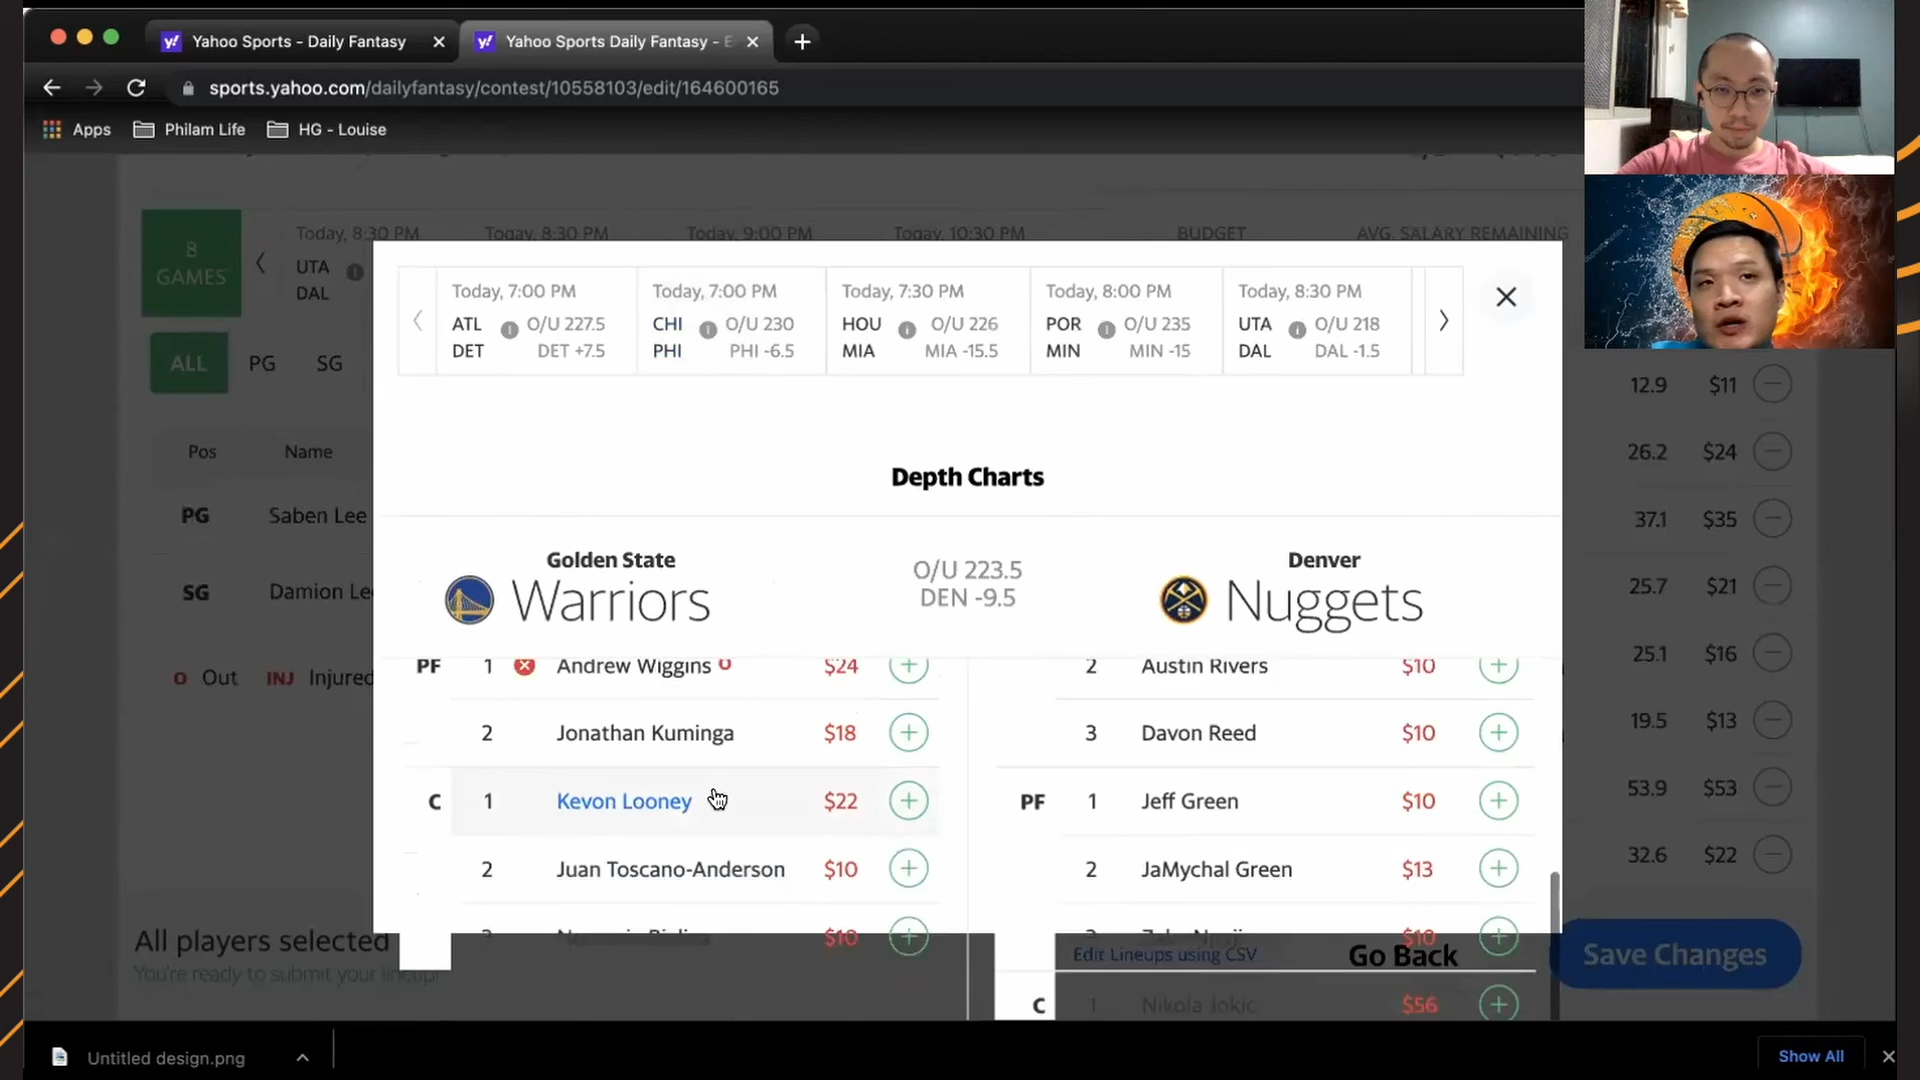 Yahoo Sports - Daily Fantasy
Yahoo Sports Daily Fantasy - E
sports.yahoo.com/dailyfantasy/contest/10558103/edit/164600165
Apps Philam Life HG - Louise
Today, 8:30 PM Today, 8:30 PM Today, 9:00 PM Today, 10:30 PM BUDGET AVG. SALARY REMAINING
8
GAMES
UTA
DAL
Today, 7:00 PM Today, 7:00 PM Today, 7:30 PM Today, 8:00 PM Today, 8:30 PM
ATL O/U 227.5 CHI O/U 230 HOU O/U 226 POR O/U 235 UTA O/U 218
DET DET +7.5 PHI PHI -6.5 MIA MIA -15.5 MIN MIN -15 DAL DAL -1.5
ALL PG SG
12.9 $11
Pos Name
26.2 $24
Depth Charts
PG Saben Lee
37.1 $35
Golden State O/U 223.5 Denver
Warriors DEN -9.5 Nuggets
SG Damion Le
25.7 $21
O Out INJ Injured
25.1 $16
PF 1 Andrew Wiggins O $24 2 Austin Rivers $10
19.5 $13
2 Jonathan Kuminga $18 3 Davon Reed $10
53.9 $53
C 1 Kevon Looney $22 PF 1 Jeff Green $10
32.6 $22
2 Juan Toscano-Anderson $10 2 JaMychal Green $13
$10 $10
All players selected
You're ready to submit your lineup!
Edit Lineups using CSV Go Back Save Changes
C 1 Nikola Jokic $56
Untitled design.png Show All